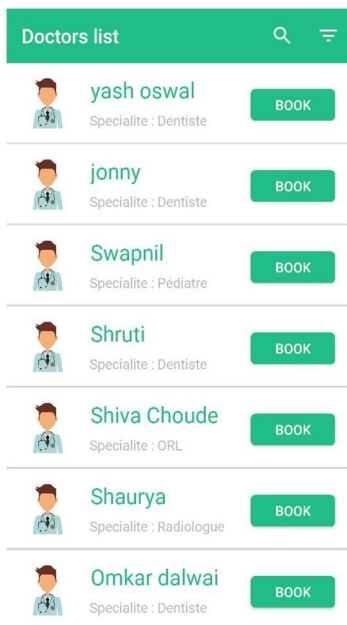 Doctors list
yash oswal
Specialite : Dentiste
BOOK
jonny
Specialite : Dentiste
BOOK
Swapnil
Specialite : Pédiatre
BOOK
Shruti
Specialite : Dentiste
BOOK
Shiva Choude
Specialite : ORL
BOOK
Shaurya
Specialite : Radiologue
BOOK
Omkar dalwai
Specialite : Dentiste
BOOK